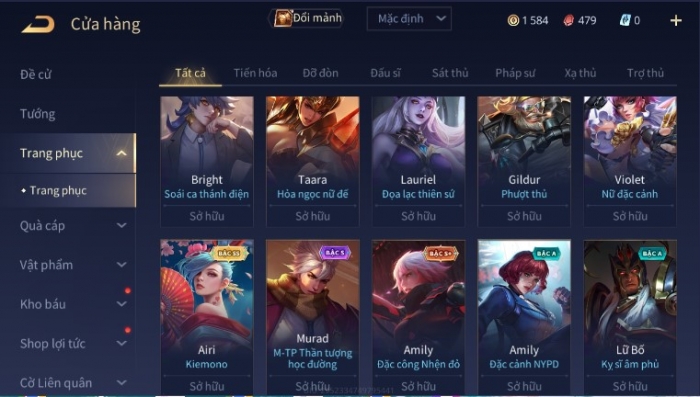 Cửa hàng
Đổi mảnh
Mặc định
1 584
479
0
Đề cử
Tướng
Trang phục
Trang phục
Quà cáp
Vật phẩm
Kho báu
Shop lợi tức
Cờ Liên quân
Tất cả
Tiến hóa
Đỡ đòn
Đấu sĩ
Sát thủ
Pháp sư
Xạ thủ
Trợ thủ
Bright
Soái ca thánh điện
Sở hữu
Taara
Hỏa ngọc nữ đế
Sở hữu
Lauriel
Đọa lạc thiên sứ
Sở hữu
Gildur
Phượt thủ
Sở hữu
Violet
Nữ đặc cảnh
Sở hữu
BẬC SS
Airi
Kiemono
Sở hữu
BẬC S
Murad
M-TP Thần tượng
học đường
Sở hữu
BẬC S+
Amily
Đặc công Nhện đỏ
Sở hữu
BẬC A
Amily
Đặc cảnh NYPD
Sở hữu
BẬC A
Lữ Bố
Kỵ sĩ âm phủ
Sở hữu